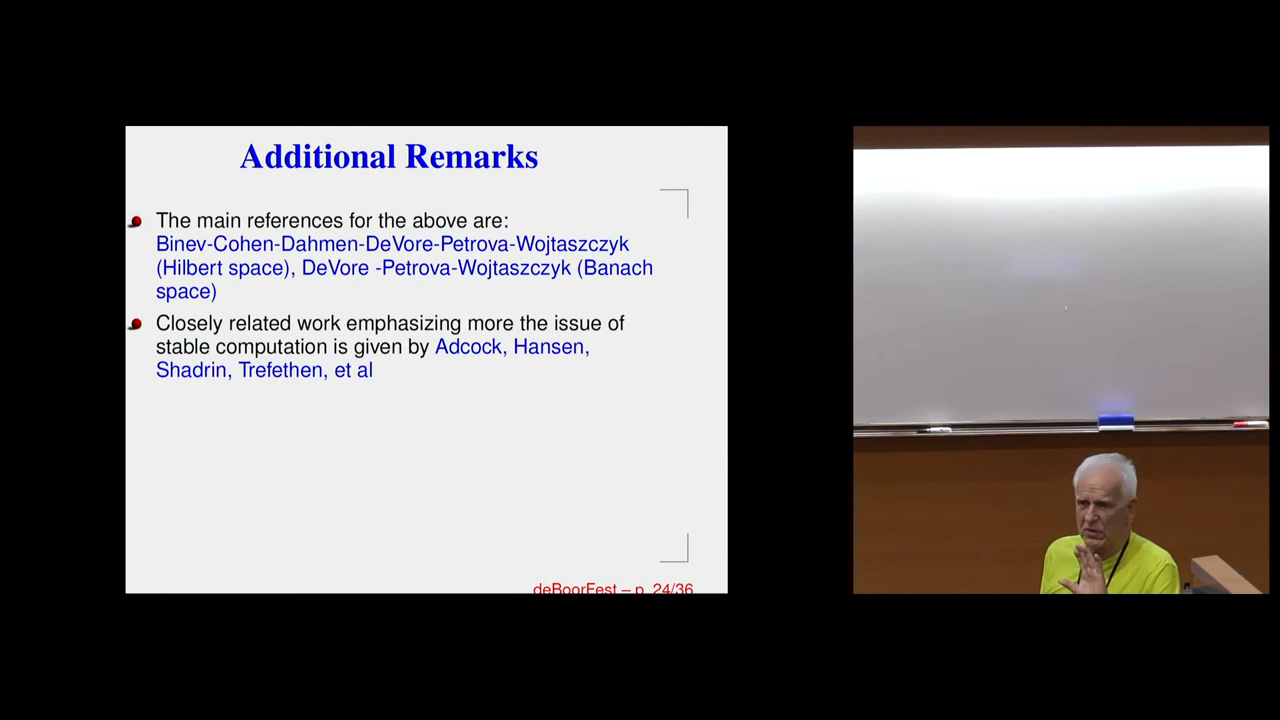 Additional Remarks
The main references for the above are:
Binev-Cohen-Dahmen-DeVore-Petrova-Wojtaszczyk
(Hilbert space), DeVore -Petrova-Wojtaszczyk (Banach
space)
Closely related work emphasizing more the issue of
stable computation is given by Adcock, Hansen,
Shadrin, Trefethen, et al
deBoorFest – p. 24/36